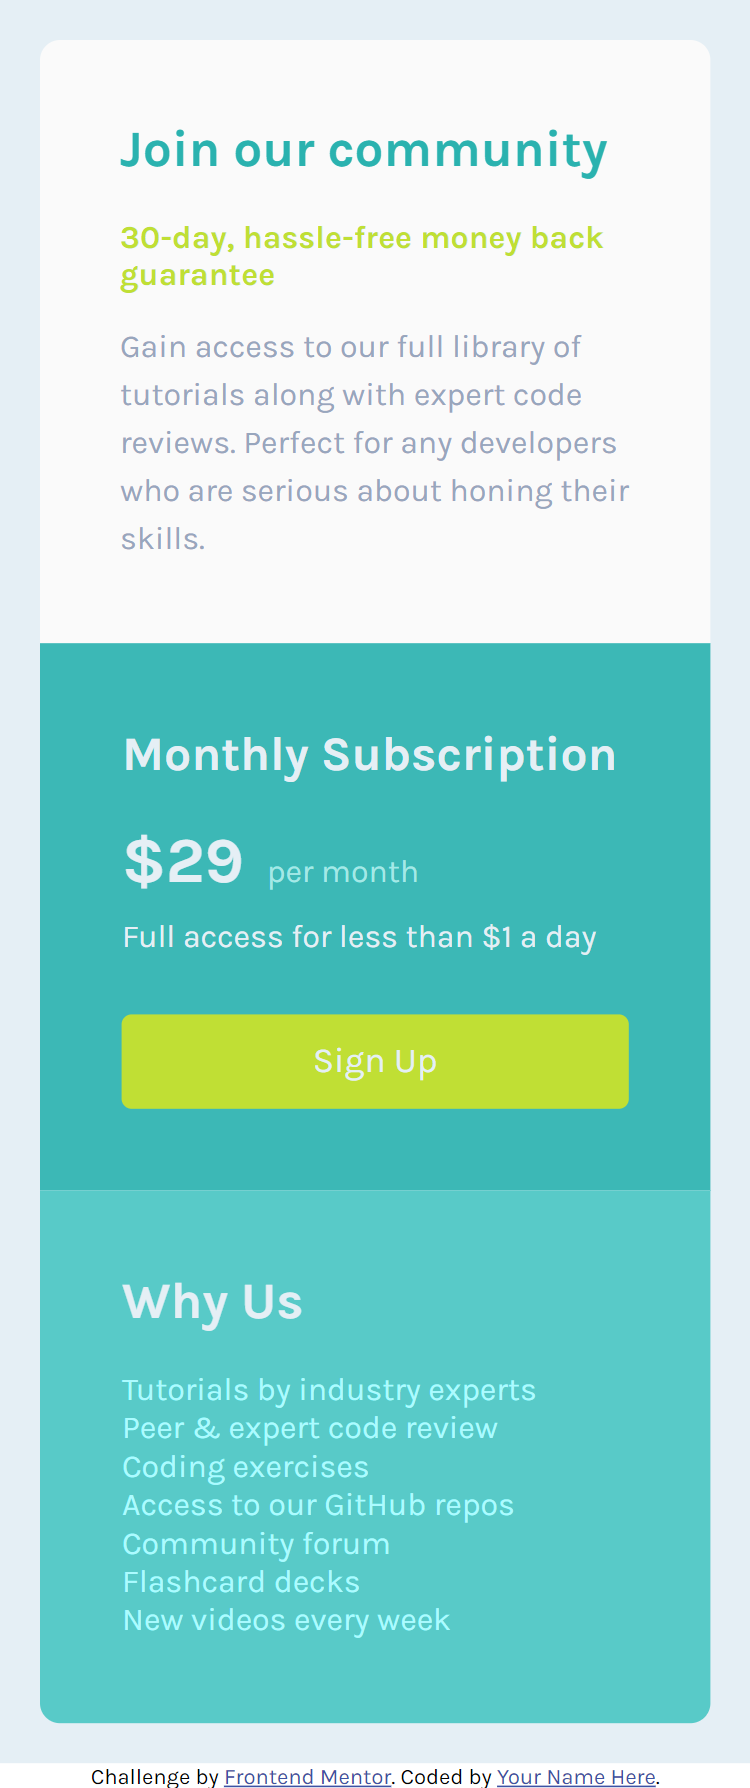 Join our community
30-day, hassle-free money back
guarantee
Gain access to our full library of
tutorials along with expert code
reviews. Perfect for any developers
who are serious about honing their
skills.
Monthly Subscription
$29 per month
Full access for less than $1 a day
Sign Up
Why Us
Tutorials by industry experts
Peer & expert code review
Coding exercises
Access to our GitHub repos
Community forum
Flashcard decks
New videos every week
Challenge by Frontend Mentor. Coded by Your Name Here.